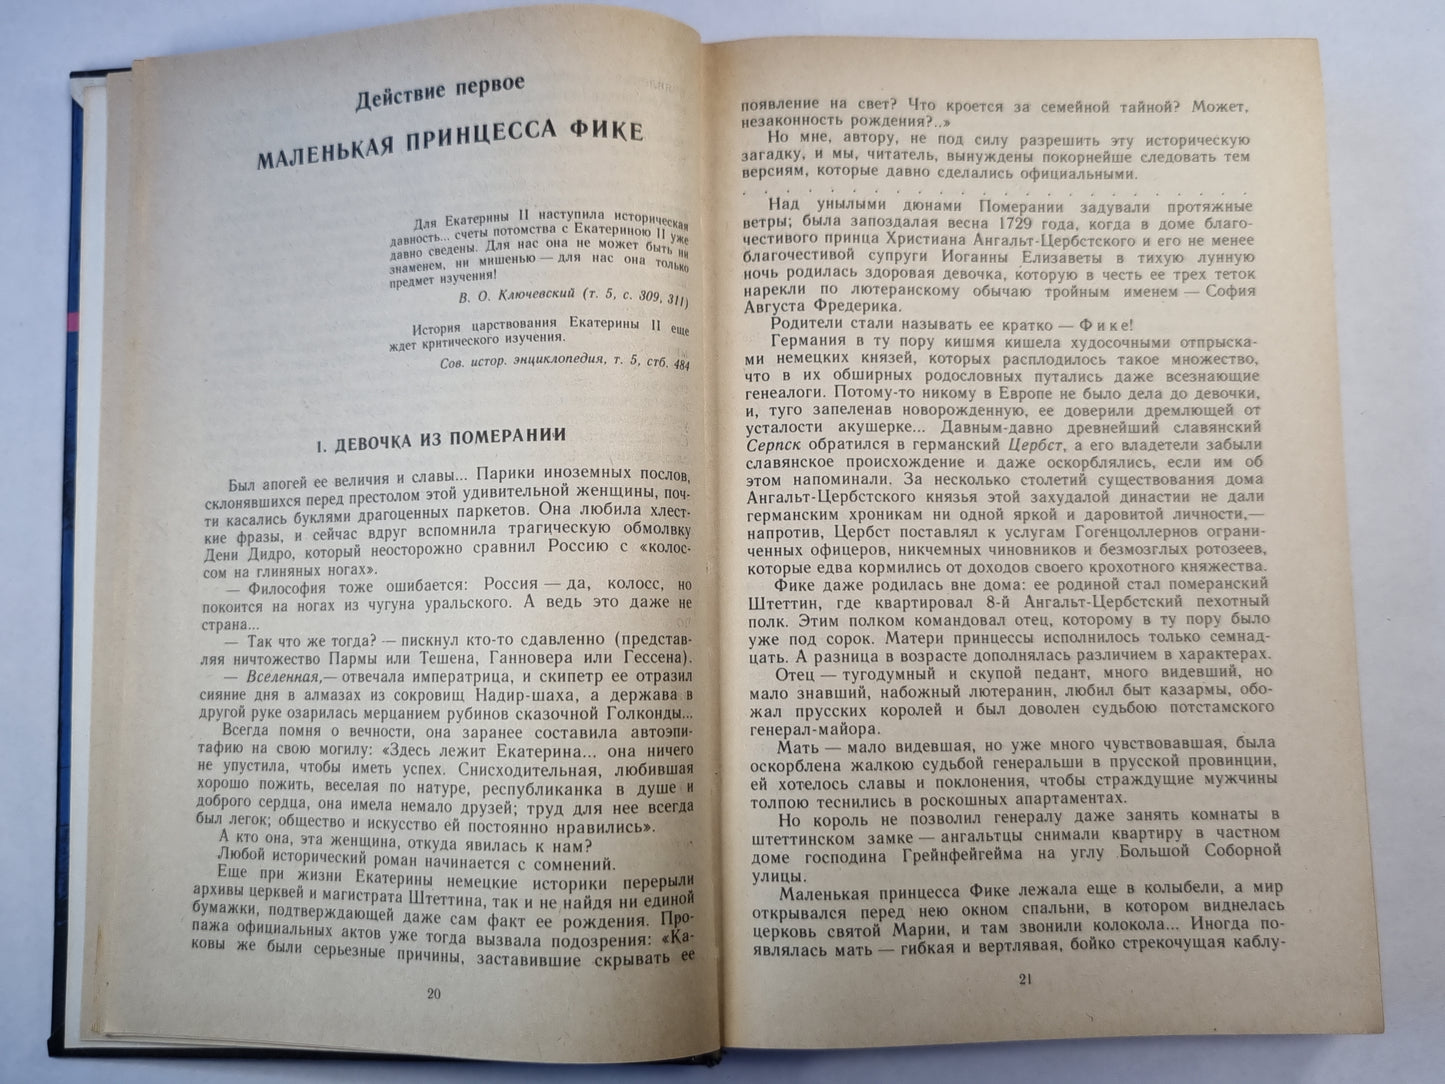 Действие первое
МАЛЕНЬКАЯ ПРИНЦЕССА ФИКЕ
Для Екатерины II наступила историческая
давность... счеты потомства с Екатериною II уже
давно сведены. Для нас она не может быть ни
знаменем, ни мишенью — для нас она только
предмет изучения!
В. О. Ключевский (т. 5, с. 309, 311)
История царствования Екатерины II еще
ждет критического изучения.
Сов. истор. энциклопедия, т. 5, стб. 484
I. ДЕВОЧКА ИЗ ПОМЕРАНИИ
Был апогей ее величия и славы... Парики иноземных послов,
склонявшихся перед престолом этой удивительной женщины, поч-
ти касались буклями драгоценных паркетов. Она любила хлест-
кие фразы, и сейчас вдруг вспомнила трагическую обмолвку
Дени Дидро, который неосторожно сравнил Россию с «колос-
сом на глиняных ногах».
— Философия тоже ошибается: Россия — да, колосс, но
покоится на ногах из чугуна уральского. А ведь это даже не
страна...
— Так что же тогда? — пискнул кто-то сдавленно (представ-
ляя ничтожество Пармы или Тешена, Ганновера или Гессена).
— Вселенная,— отвечала императрица, и скипетр ее отразил
сияние дня в алмазах из сокровищ Надир-шаха, а держава в
другой руке озарилась мерцанием рубинов сказочной Голконды...
Всегда помня о вечности, она заранее составила автоэпи-
тафию на свою могилу: «Здесь лежит Екатерина... она ничего
не упустила, чтобы иметь успех. Снисходительная, любившая
хорошо пожить, веселая по натуре, республиканка в душе и
доброго сердца, она имела немало друзей; труд для нее всегда
был легок; общество и искусство ей постоянно нравились».
А кто она, эта женщина, откуда явилась к нам?
Любой исторический роман начинается с сомнений.
Еще при жизни Екатерины немецкие историки перерыли
архивы церквей и магистрата Штеттина, так и не найдя ни единой
бумажки, подтверждающей даже сам факт ее рождения. Про-
пажа официальных актов уже тогда вызвала подозрения: «Ка-
ковы же были серьезные причины, заставившие скрывать ее
20
появление на свет? Что кроется за семейной тайной? Может,
незаконность рождения?..»
Но мне, автору, не под силу разрешить эту историческую
загадку, и мы, читатель, вынуждены покорнейше следовать тем
версиям, которые давно сделались официальными.
. . . . . . . . . . . . . . . . . . . . . . . .
Над унылыми дюнами Померании задували протяжные
ветры; была запоздалая весна 1729 года, когда в доме благо-
честивого принца Христиана Ангальт-Цербстского и его не менее
благочестивой супруги Иоганны Елизаветы в тихую лунную
ночь родилась здоровая девочка, которую в честь ее трех теток
нарекли по лютеранскому обычаю тройным именем — София
Августа Фредерика.
Родители стали называть ее кратко — Фике!
Германия в ту пору кишмя кишела худосочными отпрыска-
ми немецких князей, которых расплодилось такое множество,
что в их обширных родословных путались даже всезнающие
генеалоги. Потому-то никому в Европе не было дела до девочки,
и, туго запеленав новорожденную, ее доверили дремлющей от
усталости акушерке... Давным-давно древнейший славянский
Серпск обратился в германский Цербст, а его владетели забыли
славянское происхождение и даже оскорблялись, если им об
этом напоминали. За несколько столетий существования дома
Ангальт-Цербстского князья этой захудалой династии не дали
германским хроникам ни одной яркой и даровитой личности,—
напротив, Цербст поставлял к услугам Гогенцоллернов ограни-
ченных офицеров, никчемных чиновников и безмозглых ротозеев,
которые едва кормились от доходов своего крохотного княжества.
Фике даже родилась вне дома: ее родиной стал померанский
Штеттин, где квартировал 8-й Ангальт-Цербстский пехотный
полк. Этим полком командовал отец, которому в ту пору было
уже под сорок. Матери принцессы исполнилось только семнад-
цать. А разница в возрасте дополнялась различием в характерах.
Отец — тугодумный и скупой педант, много видевший, но
мало знавший, набожный лютеранин, любил быт казармы, обо-
жал прусских королей и был доволен судьбою потстамского
генерал-майора.
Мать — мало видевшая, но уже много чувствовавшая, была
оскорблена жалкою судьбой генеральши в прусской провинции,
ей хотелось славы и поклонения, чтобы страждущие мужчины
толпою теснились в роскошных апартаментах.
Но король не позволил генералу даже занять комнаты в
штеттинском замке — ангальтцы снимали квартиру в частном
доме господина Грейнфейгейма на углу Большой Соборной
улицы.
Маленькая принцесса Фике лежала еще в колыбели, а мир
открывался перед нею окном спальни, в котором виднелась
церковь святой Марии, и там звонили колокола... Иногда по-
являлась мать — гибкая и вертлявая, бойко стрекочущая каблу-
21